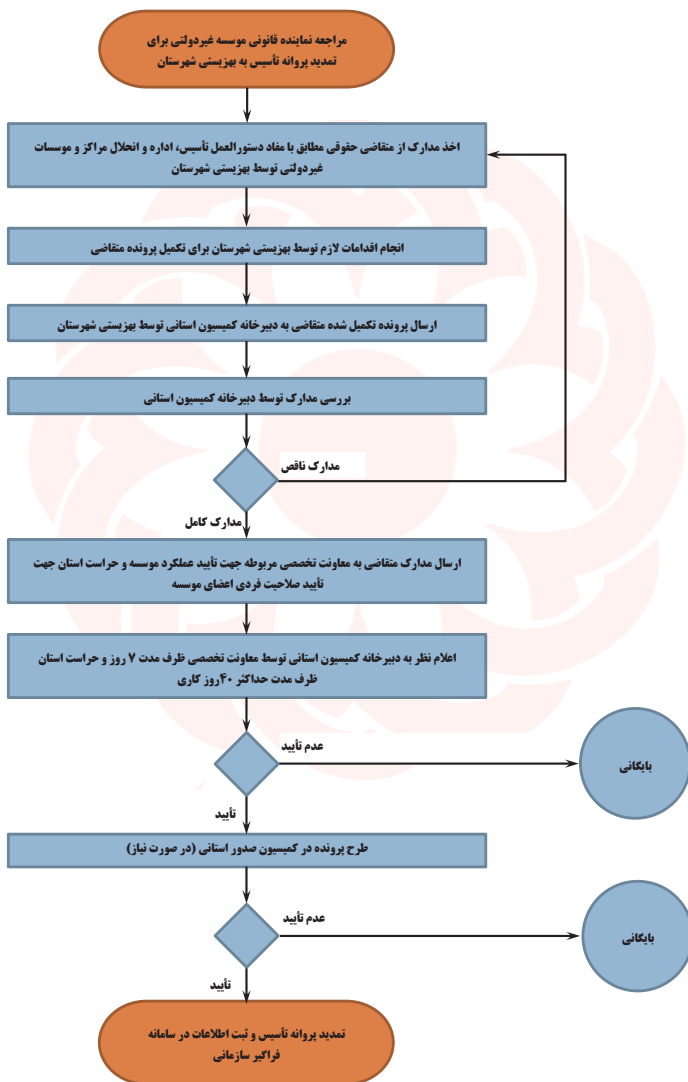 مراجعه نماینده قانونی موسسه غیردولتی برای
تمدید پروانه تأسیس به بهزیستی شهرستان
اخذ مدارک از متقاضی حقوقی مطابق با مفاد دستورالعمل تأسیس، اداره و انحلال مراکز و موسسات
غیردولتی توسط بهزیستی شهرستان
انجام اقدامات لازم توسط بهزیستی شهرستان برای تکمیل پرونده متقاضی
ارسال پرونده تکمیل شده متقاضی به دبیرخانه کمیسیون استانی توسط بهزیستی شهرستان
بررسی مدارک توسط دبیرخانه کمیسیون استانی
مدارک ناقص
مدارک کامل
ارسال مدارک متقاضی به معاونت تخصصی مربوطه جهت تأیید عملکرد موسسه و حراست استان جهت
تأیید صلاحیت فردی اعضای موسسه
اعلام نظر به دبیرخانه کمیسیون استانی توسط معاونت تخصصی ظرف مدت ۷ روز و حراست استان
ظرف مدت حداکثر ۴۰روز کاری
عدم تأیید
بایگانی
تأیید
طرح پرونده در کمیسیون صدور استانی (در صورت نیاز)
عدم تأیید
بایگانی
تأیید
تمدید پروانه تأسیس و ثبت اطلاعات در سامانه
فراگیر سازمانی